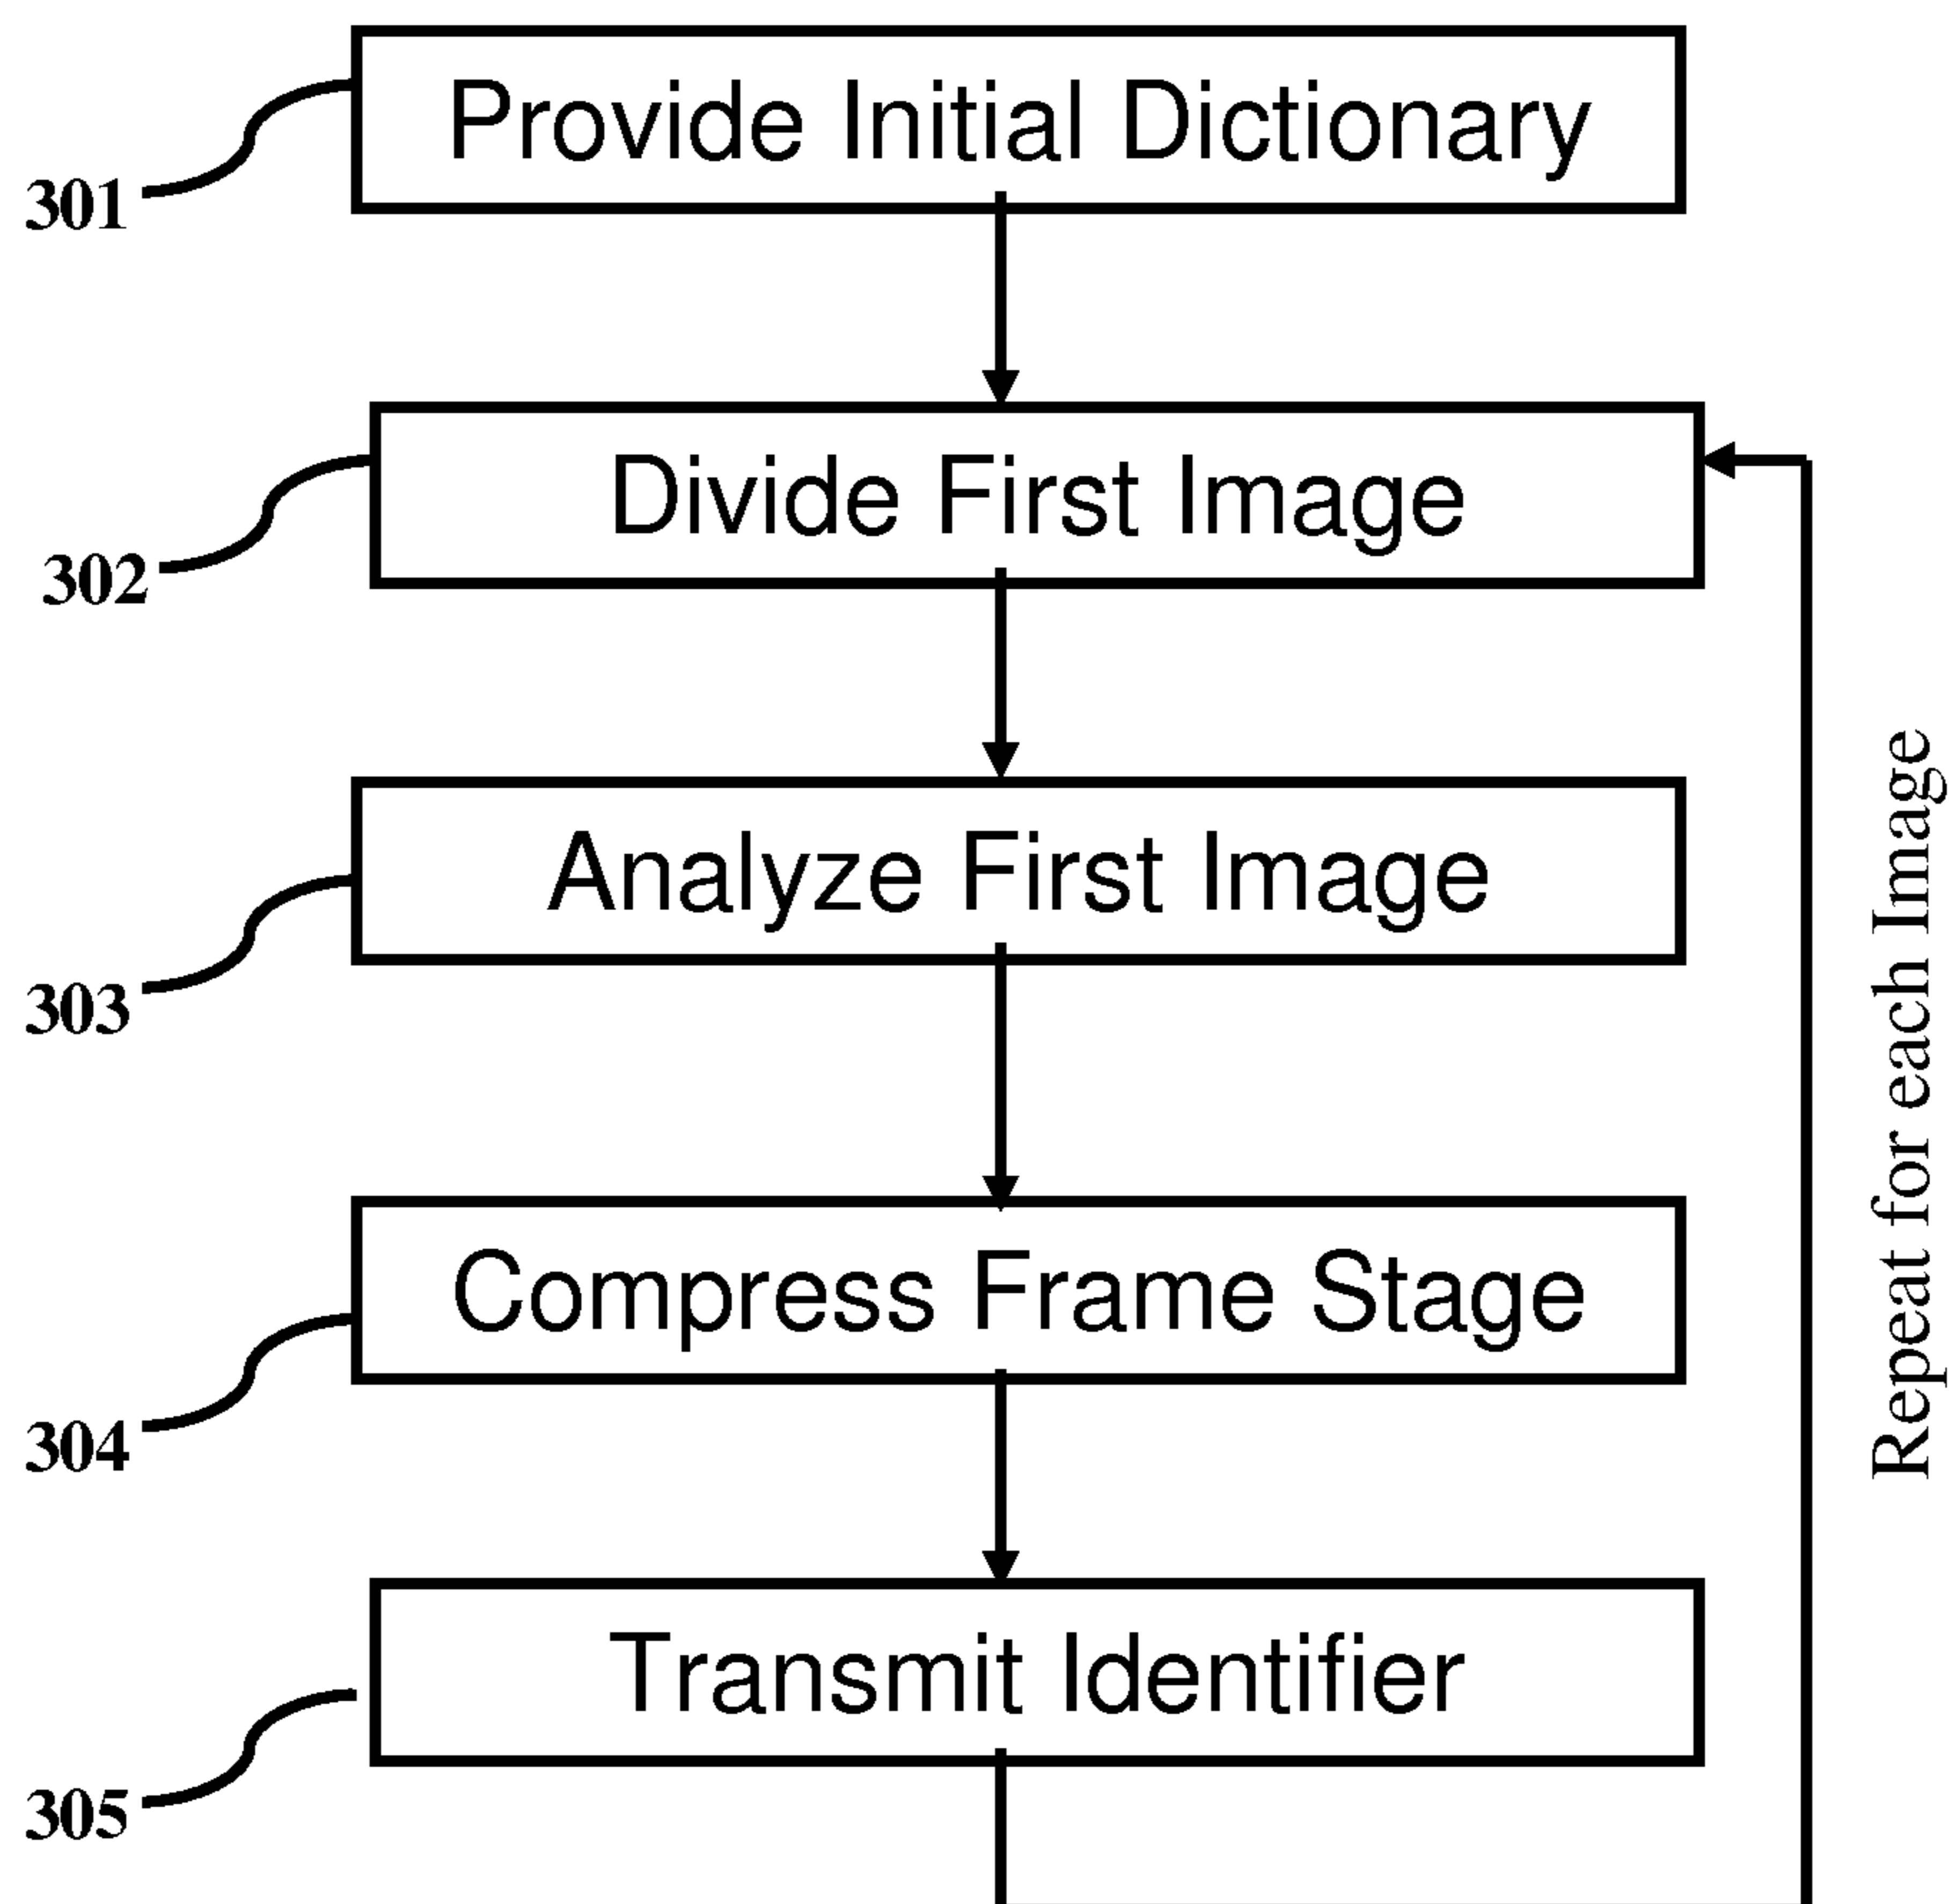 Provide Initial Dictionary
301
Divide First Image
302
Analyze First Image
303
Compress Frame Stage
304
Transmit Identifier
305
Repeat for each Image